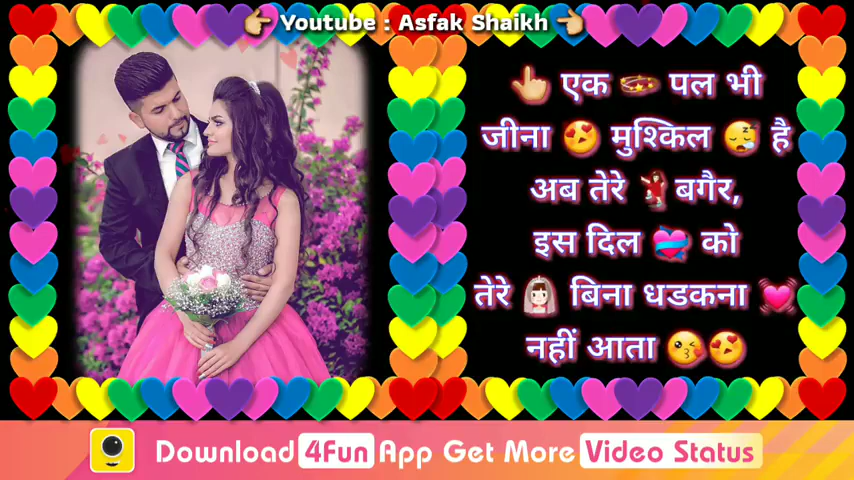 👉 Youtube : Asfak Shaikh 👈
👆 एक 💫 पल भी
जीना 😍 मुश्किल 😪 है
अब तेरे 💃 बगैर,
इस दिल 💝 को
तेरे 👰 बिना धडकना 💓
नहीं आता 😘😍
Download 4Fun App Get More Video Status